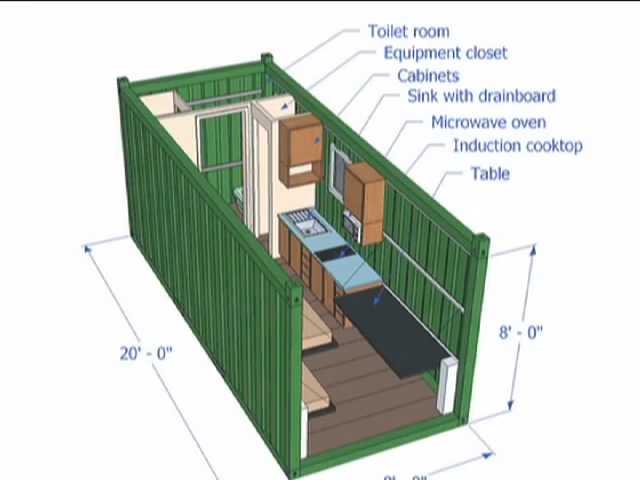 Toilet room
Equipment closet
Cabinets
Sink with drainboard
Microwave oven
Induction cooktop
Table
8' - 0"
20' - 0"